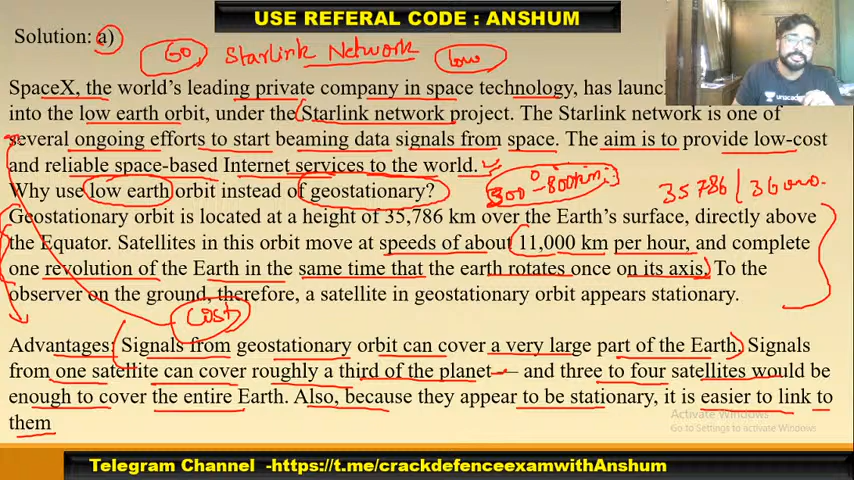 USE REFERAL CODE : ANSHUM
Solution: a)
60
Starlink Network
low
SpaceX, the world's leading private company in space technology, has launc
into the low earth orbit, under the Starlink network project. The Starlink network is one of
several ongoing efforts to start beaming data signals from space. The aim is to provide low-cost
and reliable space-based Internet services to the world.
Why use low earth orbit instead of geostationary?
35786 | 36000.
Geostationary orbit is located at a height of 35,786 km over the Earth's surface, directly above
the Equator. Satellites in this orbit move at speeds of about 11,000 km per hour, and complete
one revolution of the Earth in the same time that the earth rotates once on its axis. To the
observer on the ground, therefore, a satellite in geostationary orbit appears stationary.
cost
Advantages: Signals from geostationary orbit can cover a very large part of the Earth. Signals
from one satellite can cover roughly a third of the planet — and three to four satellites would be
enough to cover the entire Earth. Also, because they appear to be stationary, it is easier to link to
them
Activate Windows
Go to Settings to activate Windows.
unacademy
Telegram Channel -https://t.me/crackdefenceexamwithAnshum